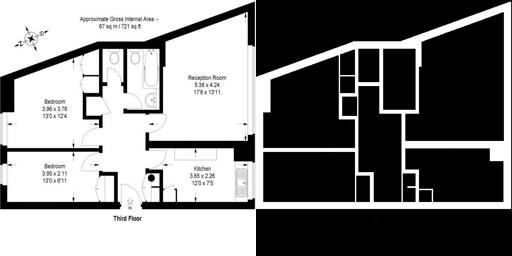 Approximate Gross Internal Area :-
67 sq m / 721 sq ft
N
Reception Room
5.38 x 4.24
17'8 x 13'11
Bedroom
3.96 x 3.76
13'0 x 12'4
Bedroom
3.95 x 2.11
13'0 x 6'11
Kitchen
3.65 x 2.26
12'0 x 7'5
In
Third Floor